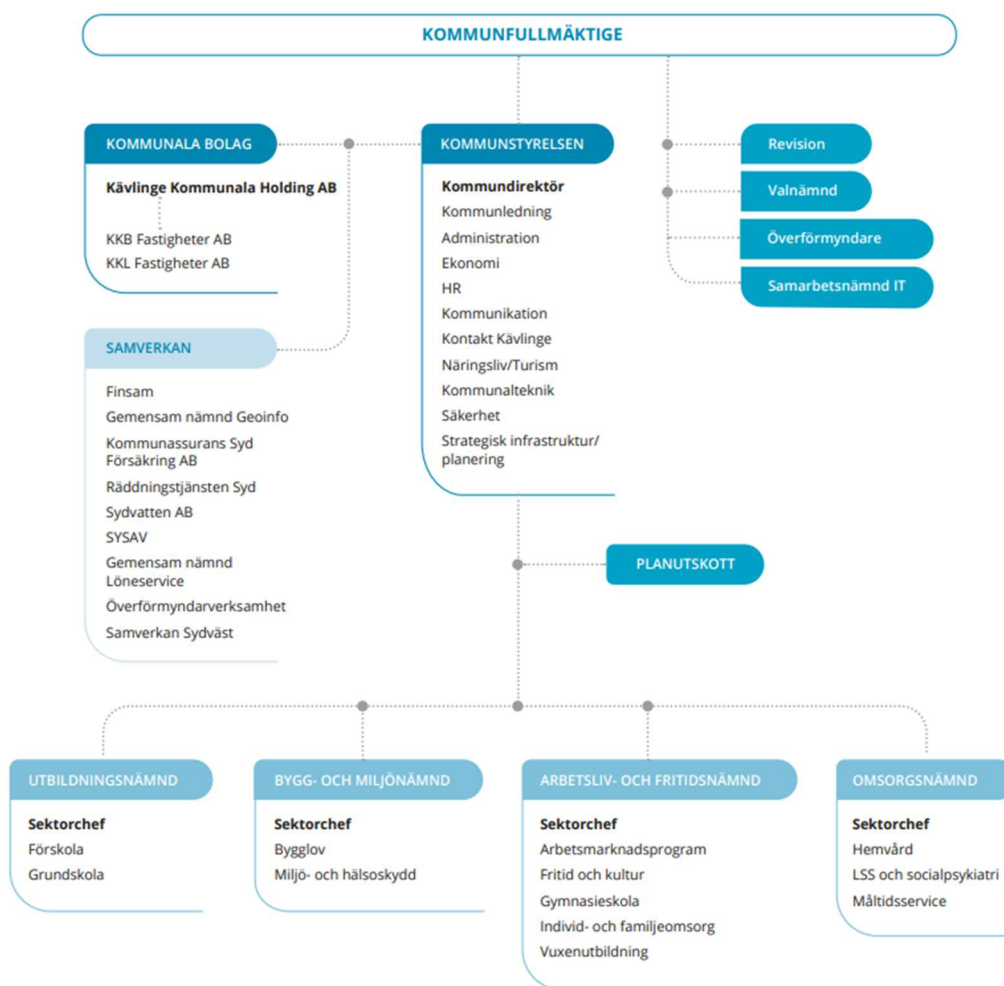 KOMMUNFULLMÄKTIGE
KOMMUNALA BOLAG
Kävlinge Kommunala Holding AB
KKB Fastigheter AB
KKL Fastigheter AB
SAMVERKAN
Finsam
Gemensam nämnd Geoinfo
Kommunassurans Syd
Försäkring AB
Räddningstjänsten Syd
Sydvatten AB
SYSAV
Gemensam nämnd
Löneservice
Överförmyndarverksamhet
Samverkan Sydväst
KOMMUNSTYRELSEN
Kommundirektör
Kommunledning
Administration
Ekonomi
HR
Kommunikation
Kontakt Kävlinge
Näringsliv/Turism
Kommunalteknik
Säkerhet
Strategisk infrastruktur/
planering
Revision
Valnämnd
Överförmyndare
Samarbetsnämnd IT
PLANUTSKOTT
UTBILDNINGSNÄMND
Sektorchef
Förskola
Grundskola
BYGG- OCH MILJÖNÄMND
Sektorchef
Bygglov
Miljö- och hälsoskydd
ARBETSLIV- OCH FRITIDSNÄMND
Sektorchef
Arbetsmarknadsprogram
Fritid och kultur
Gymnasieskola
Individ- och familjeomsorg
Vuxenutbildning
OMSORGSNÄMND
Sektorchef
Hemvård
LSS och socialpsykiatri
Måltidsservice